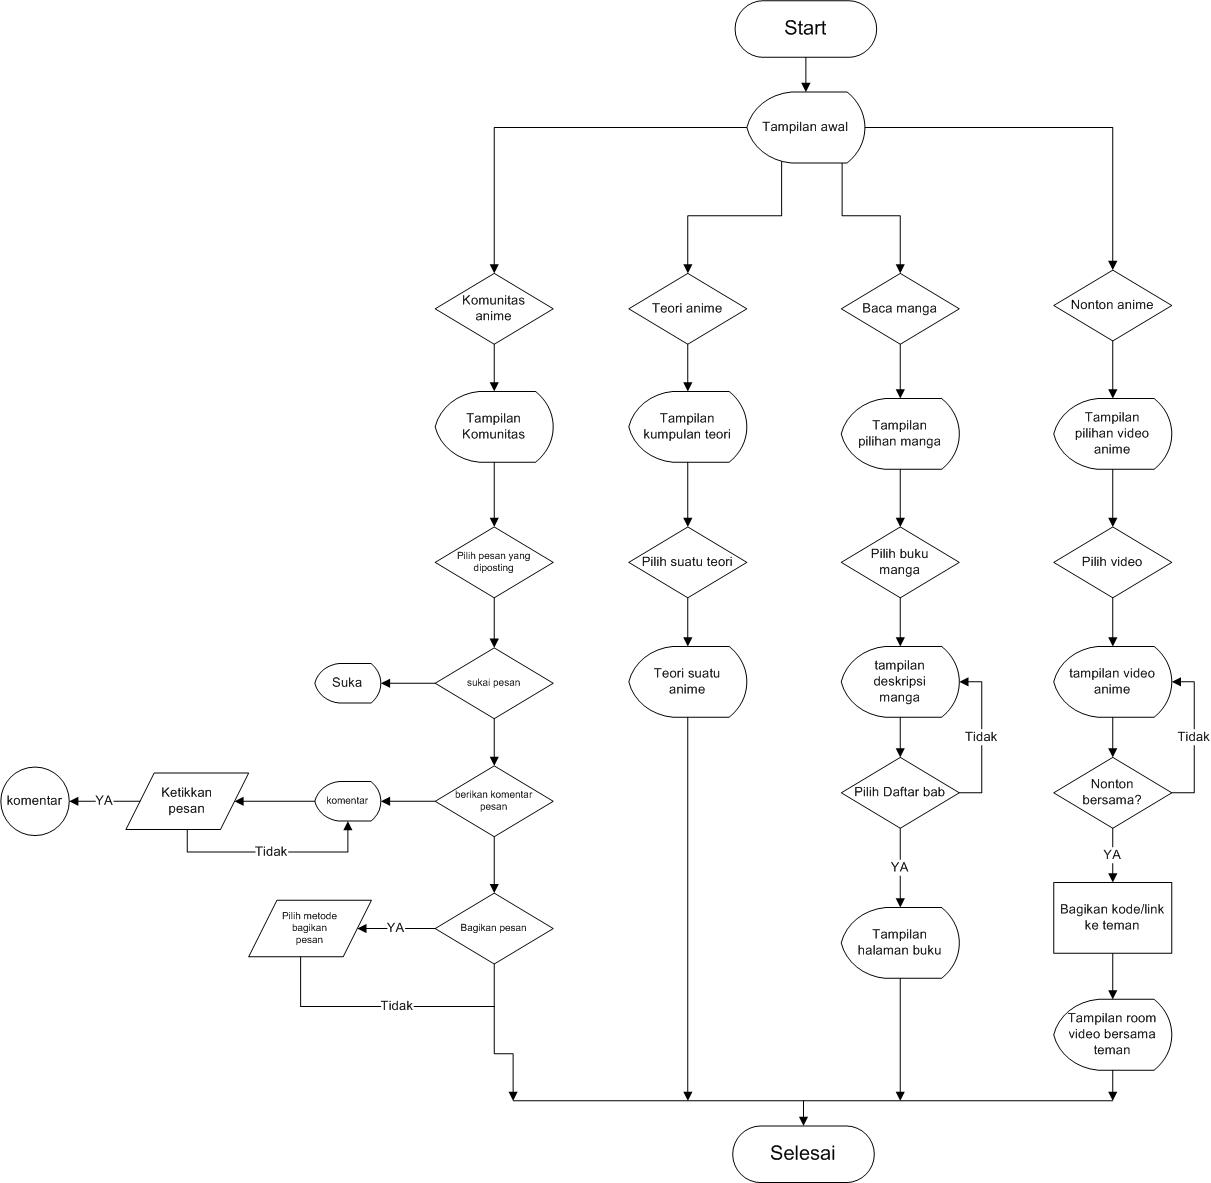 Start
Tampilan awal
Komunitas
anime
Teori anime
Baca manga
Nonton anime
Tampilan
Komunitas
Tampilan
kumpulan teori
Tampilan
pilihan manga
Tampilan
pilihan video
anime
Pilih pesan yang
diposting
Pilih suatu teori
Pilih buku
manga
Pilih video
Suka
sukai pesan
Teori suatu
anime
tampilan
deskripsi
manga
tampilan video
anime
Tidak
Tidak
komentar
YA
Ketikkan
pesan
komentar
berikan komentar
pesan
Pilih Daftar bab
Nonton
bersama?
Tidak
YA
YA
Pilih metode
bagikan
pesan
YA
Bagikan pesan
Tampilan
halaman buku
Bagikan kode/link
ke teman
Tidak
Tampilan room
video bersama
teman
Selesai